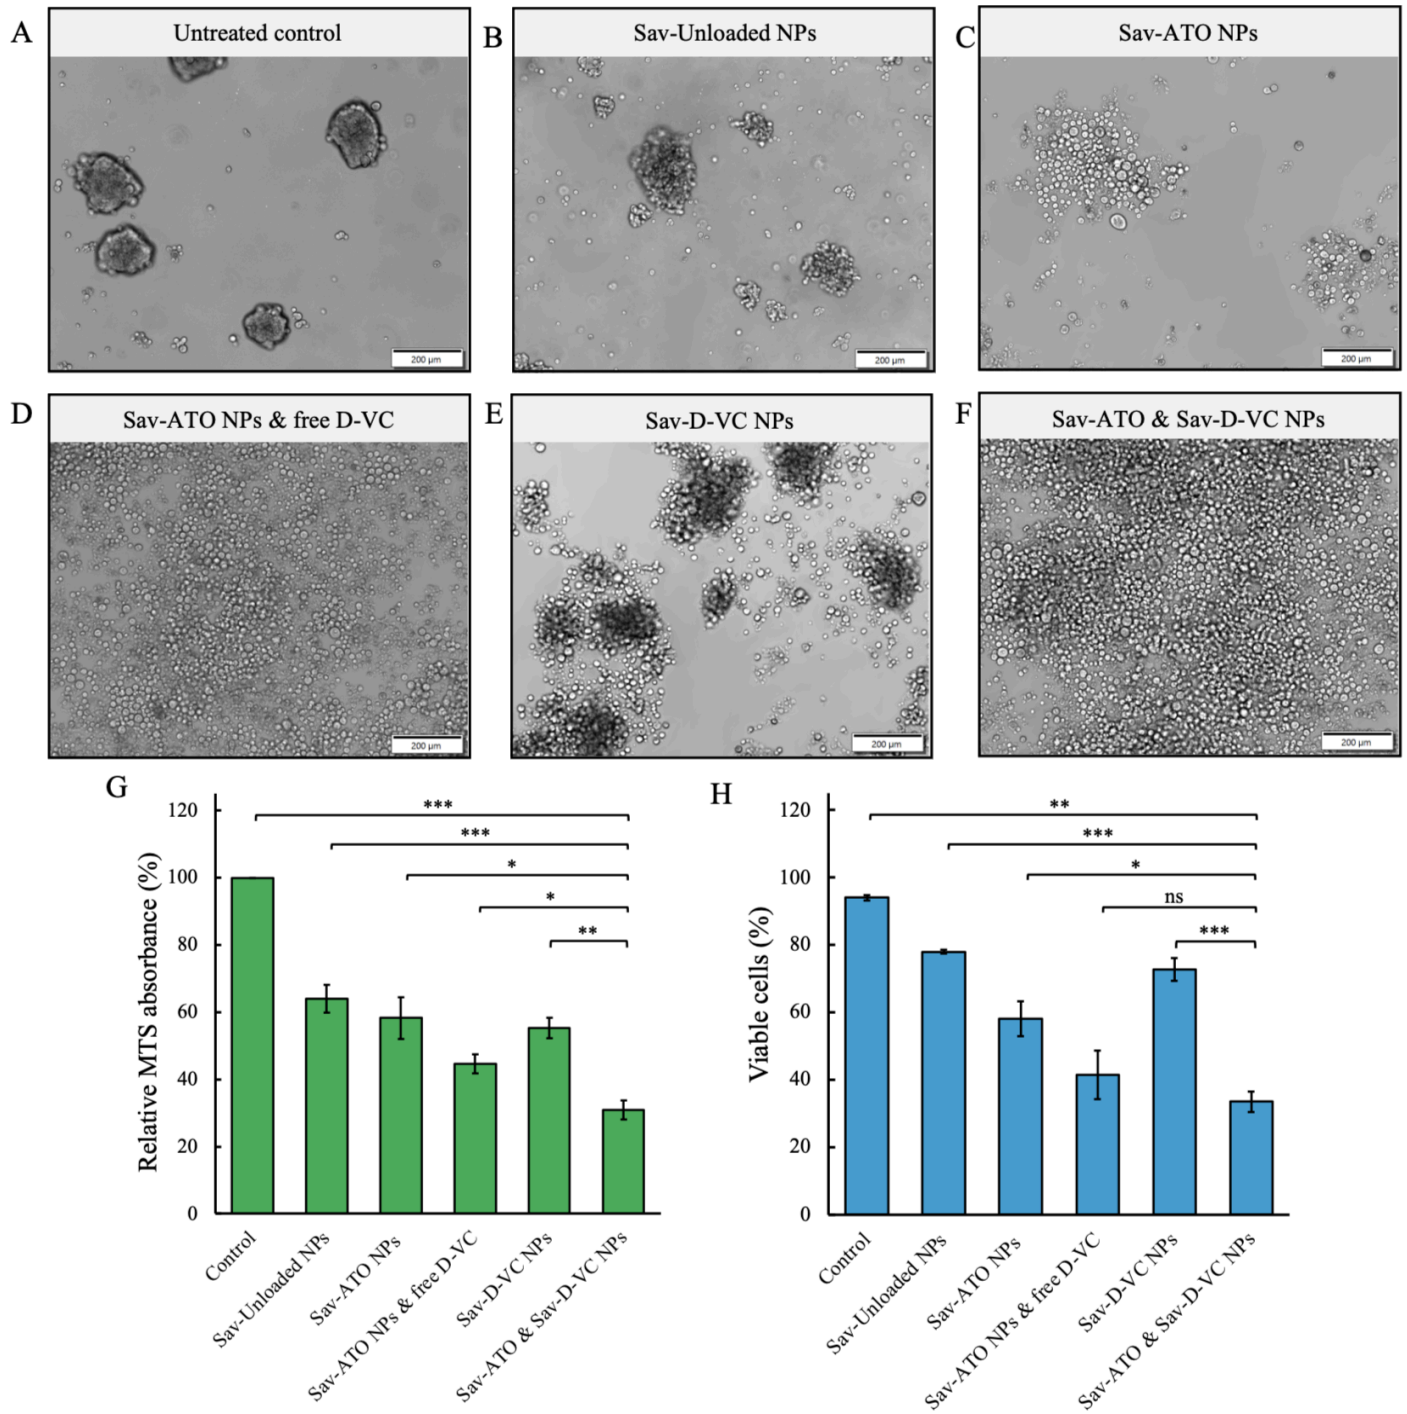 A
Untreated control
200 µm
B
Sav-Unloaded NPs
200 µm
C
Sav-ATO NPs
200 µm
D
Sav-ATO NPs & free D-VC
200 µm
E
Sav-D-VC NPs
200 µm
F
Sav-ATO & Sav-D-VC NPs
200 µm
G
Relative MTS absorbance (%)
120
100
80
60
40
20
0
***
***
*
*
**
Control
Sav-Unloaded NPs
Sav-ATO NPs
Sav-ATO NPs & free D-VC
Sav-D-VC NPs
Sav-ATO & Sav-D-VC NPs
H
Viable cells (%)
120
100
80
60
40
20
0
**
***
*
ns
***
Control
Sav-Unloaded NPs
Sav-ATO NPs
Sav-ATO NPs & free D-VC
Sav-D-VC NPs
Sav-ATO & Sav-D-VC NPs